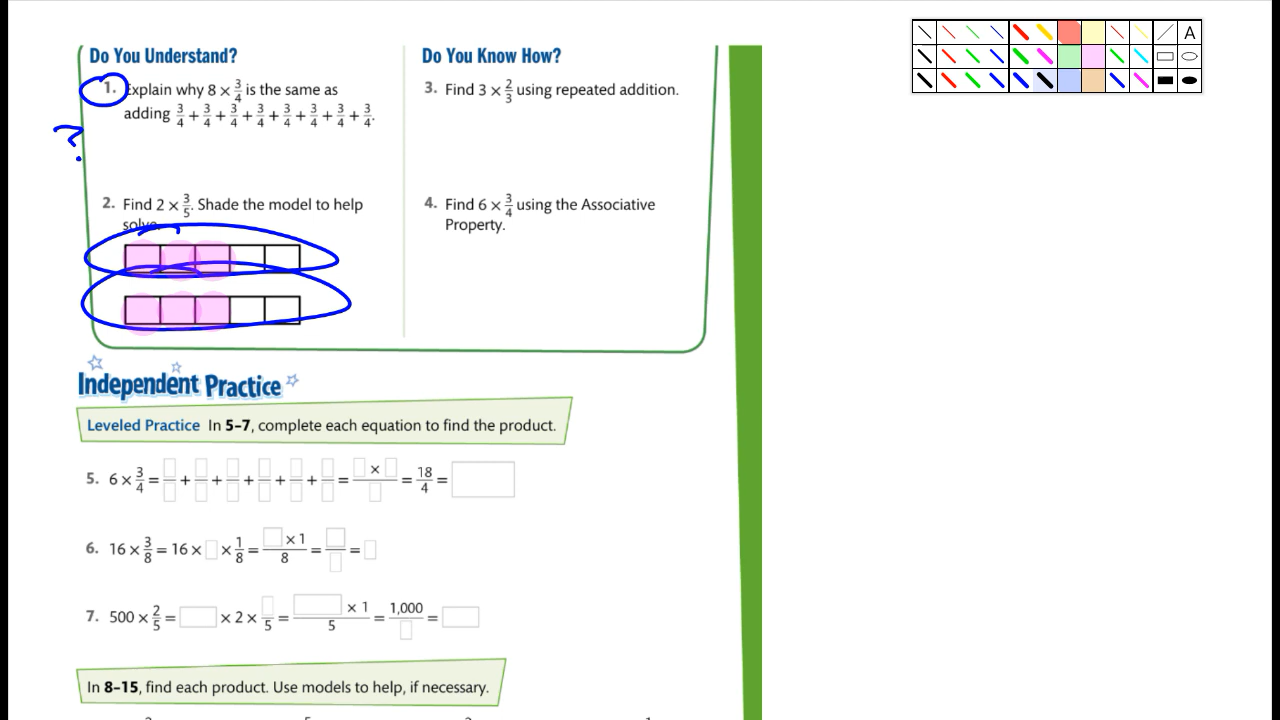 Do You Understand?
1. Explain why 8 × 3/4 is the same as
adding 3/4 + 3/4 + 3/4 + 3/4 + 3/4 + 3/4 + 3/4 + 3/4.
?
2. Find 2 × 3/5. Shade the model to help
solve.
Do You Know How?
3. Find 3 × 2/3 using repeated addition.
4. Find 6 × 3/4 using the Associative
Property.
A
Independent Practice
Leveled Practice In 5–7, complete each equation to find the product.
5. 6 × 3/4 = □/□ + □/□ + □/□ + □/□ + □/□ + □/□ = □ × □/□ = 18/4 = □
6. 16 × 3/8 = 16 × □ × 1/8 = □ × 1/8 = □/□ = □
7. 500 × 2/5 = □ × 2 × □/5 = □ × 1/5 = 1,000/□ = □
In 8–15, find each product. Use models to help, if necessary.